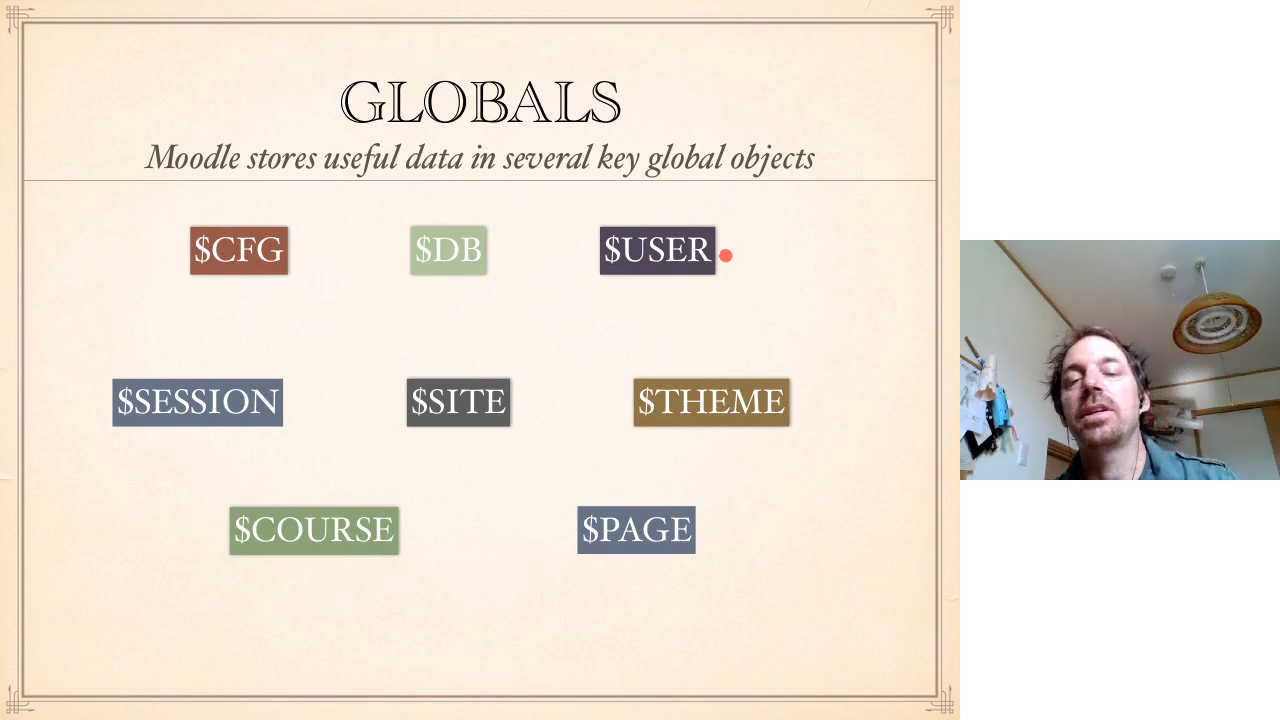 GLOBALS
Moodle stores useful data in several key global objects
$CFG $DB $USER
$SESSION $SITE $THEME
$COURSE $PAGE